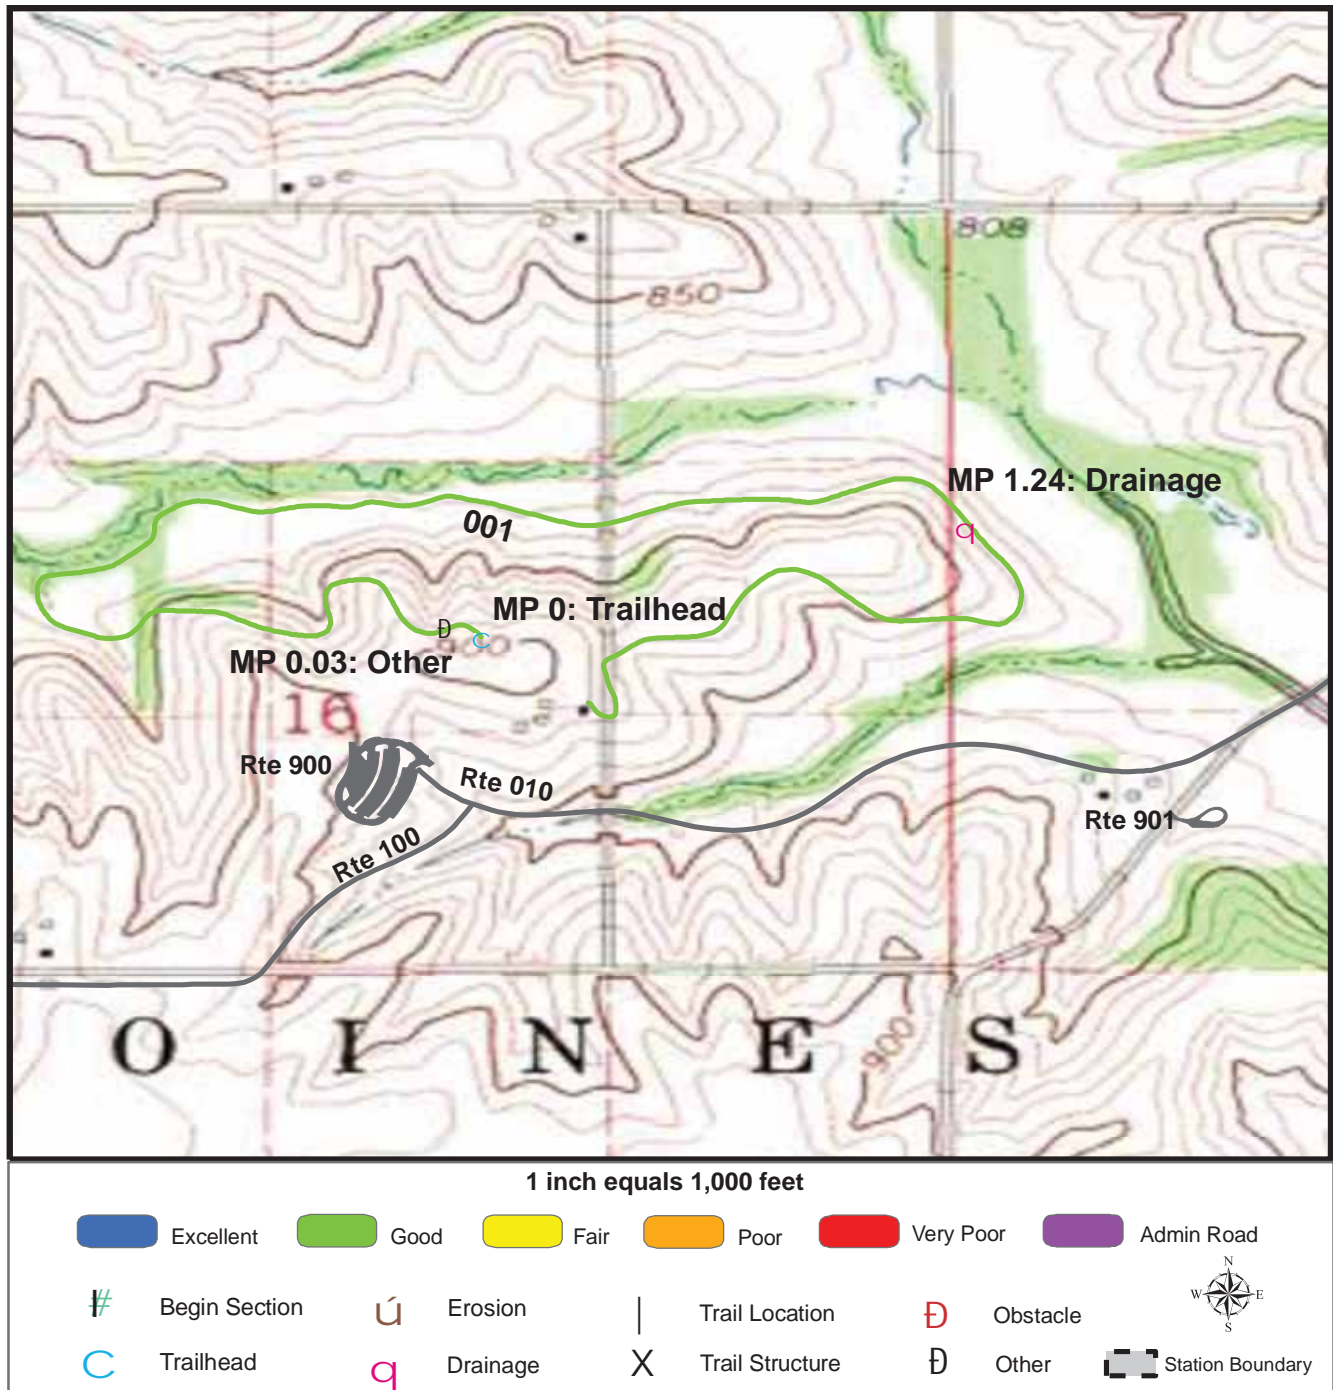 808
850
MP 1.24: Drainage
q
001
MP 0: Trailhead
Đ
C
MP 0.03: Other
16
Rte 900
Rte 010
Rte 901
Rte 100
O I N E S
900
1 inch equals 1,000 feet
Excellent Good Fair Poor Very Poor Admin Road
# Begin Section ú Erosion | Trail Location Đ Obstacle
C Trailhead q Drainage X Trail Structure Đ Other Station Boundary
N
W E
S